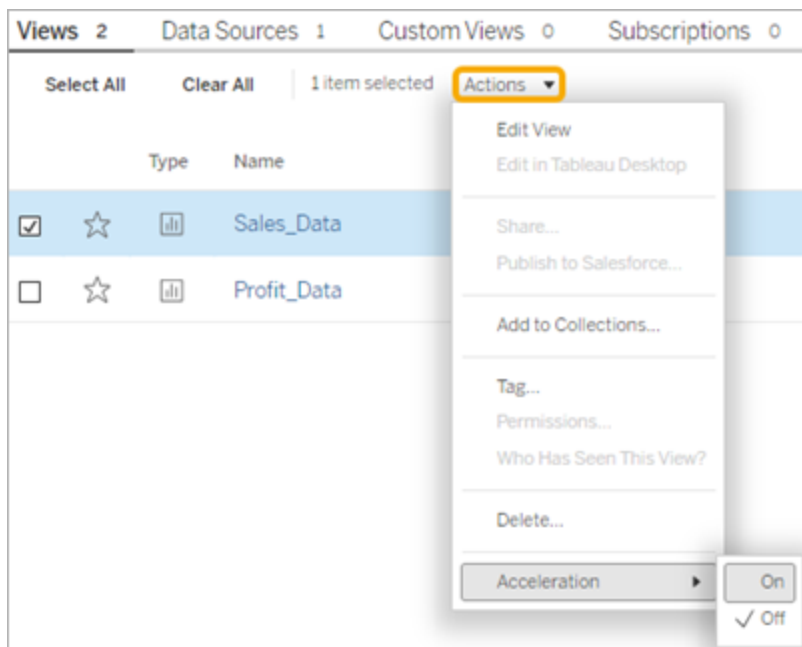 Views 2 Data Sources 1 Custom Views 0 Subscriptions 0
Select All Clear All 1 item selected Actions
Edit View
Type Name Edit in Tableau Desktop
Sales_Data Share...
Publish to Salesforce...
Profit_Data
Add to Collections...
Tag...
Permissions...
Who Has Seen This View?
Delete...
Acceleration On
Off